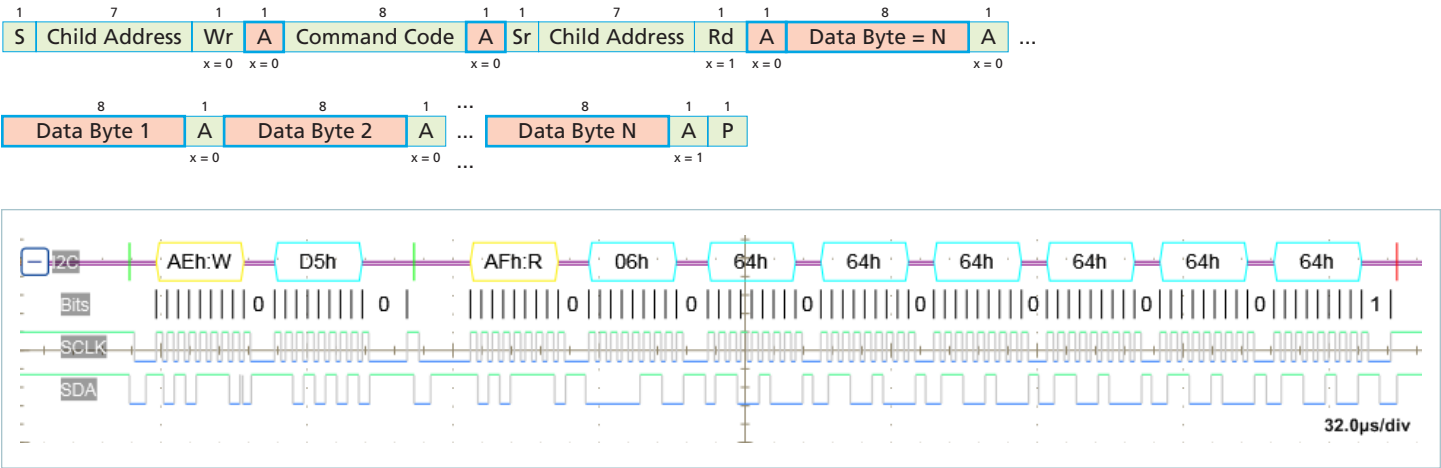 1 7 1 1 8 1 1 7 1 1 8 1
S Child Address Wr A Command Code A Sr Child Address Rd A Data Byte = N A ...
x = 0 x = 0 x = 0 x = 1 x = 0 x = 0
8 1 8 1 ... 8 1 1
Data Byte 1 A Data Byte 2 A ... Data Byte N A P
x = 0 x = 0 ... x = 1
I2C AEh:W D5h AFh:R 06h 64h 64h 64h 64h 64h 64h
Bits 0 0 0 0 0 0 0 0 0 1
SCLK
SDA
32.0µs/div